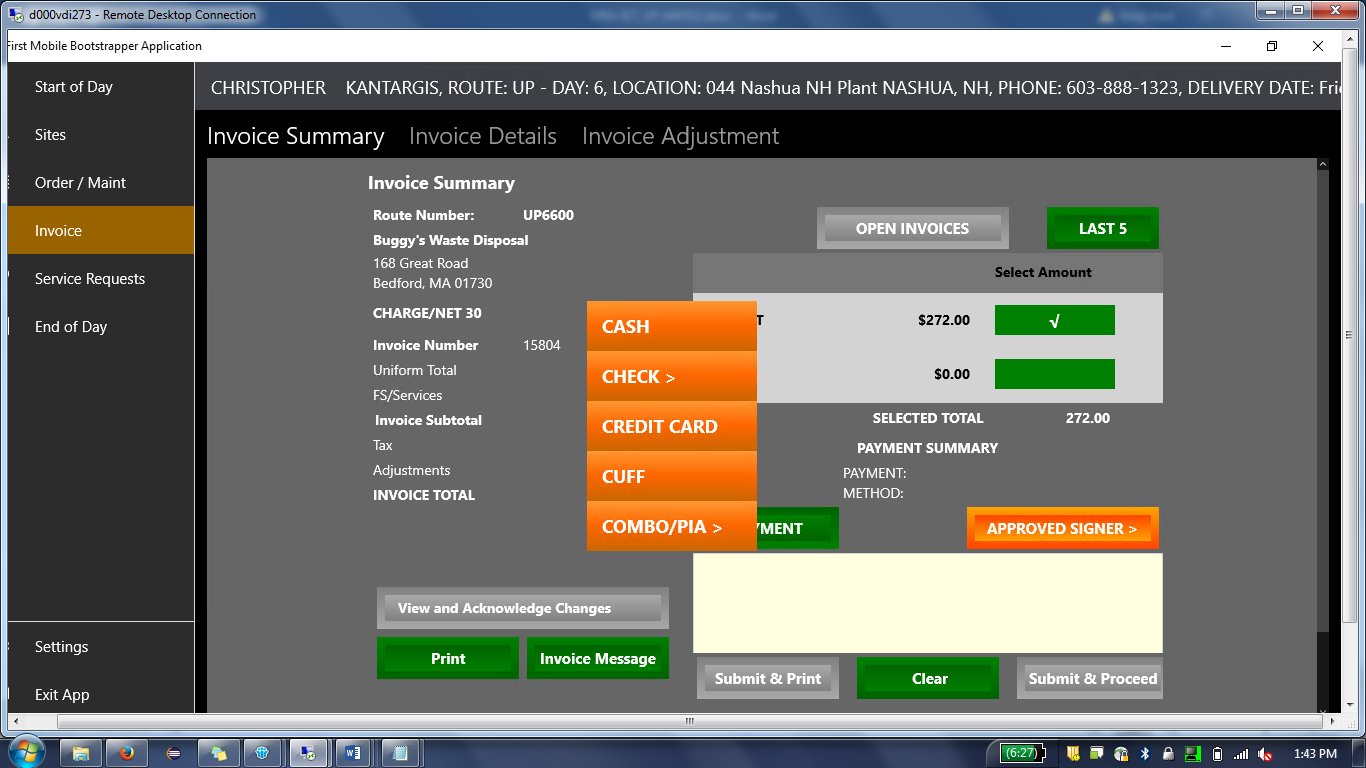 d000vdi273 - Remote Desktop Connection
First Mobile Bootstrapper Application
Start of Day
Sites
Order / Maint
Invoice
Service Requests
End of Day
Settings
Exit App
CHRISTOPHER KANTARGIS, ROUTE: UP - DAY: 6, LOCATION: 044 Nashua NH Plant NASHUA, NH, PHONE: 603-888-1323, DELIVERY DATE: Fri
Invoice Summary Invoice Details Invoice Adjustment
Invoice Summary
Route Number: UP6600
Buggy's Waste Disposal
168 Great Road
Bedford, MA 01730
CHARGE/NET 30
Invoice Number 15804
Uniform Total
FS/Services
Invoice Subtotal
Tax
Adjustments
INVOICE TOTAL
View and Acknowledge Changes
Print Invoice Message
CASH
CHECK >
CREDIT CARD
CUFF
COMBO/PIA >
OPEN INVOICES LAST 5
Select Amount
T $272.00 √
$0.00
SELECTED TOTAL 272.00
PAYMENT SUMMARY
PAYMENT:
METHOD:
YMENT APPROVED SIGNER >
Submit & Print Clear Submit & Proceed
(6:27) 1:43 PM